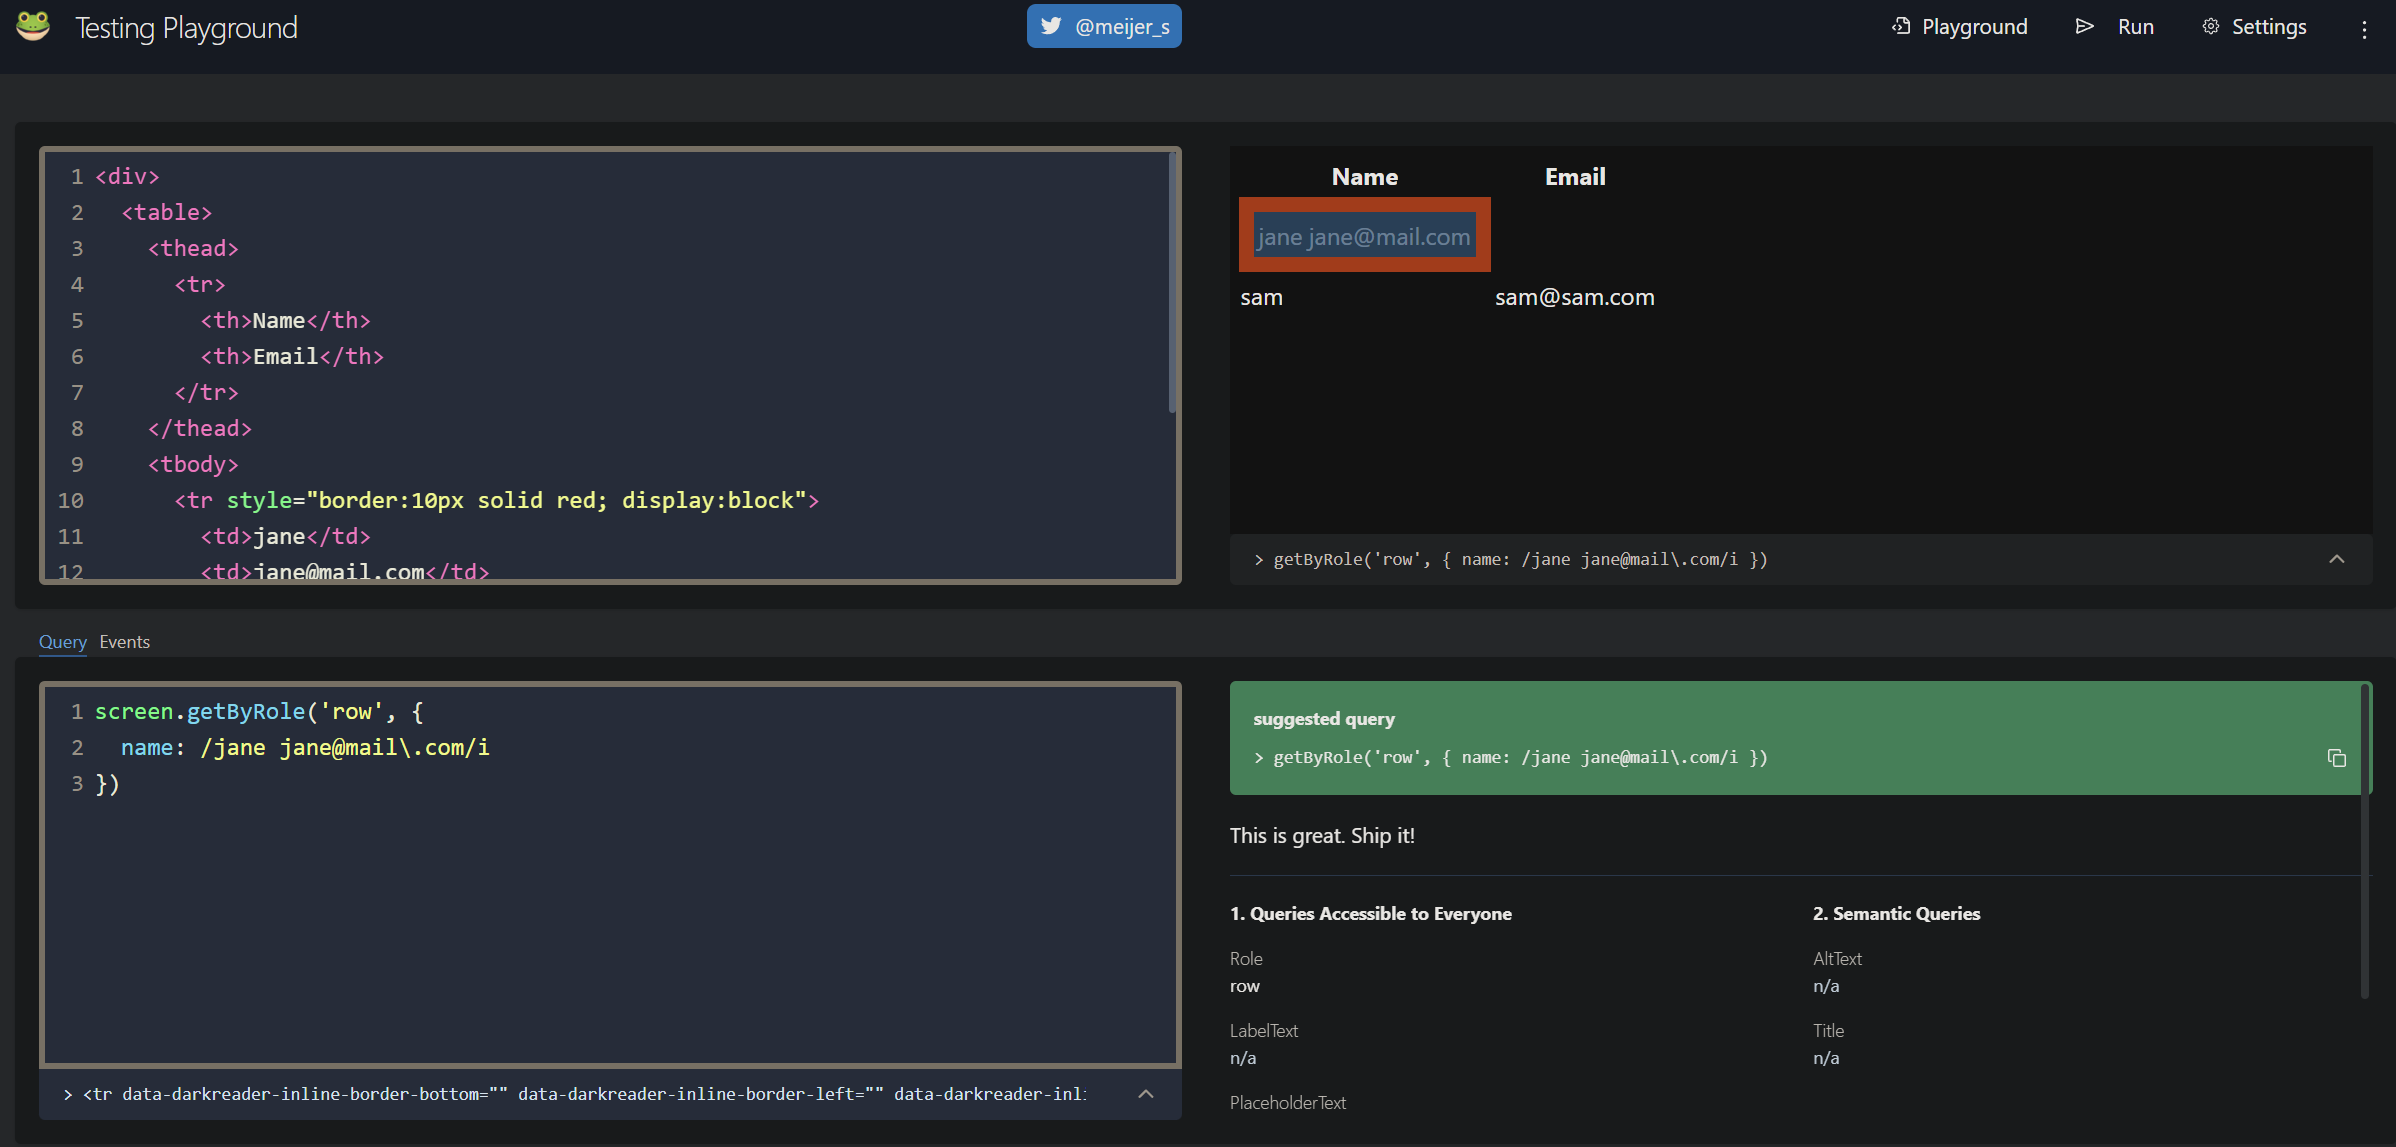 Testing Playground
@meijer_s
Playground
Run
Settings
1 <div>
2 <table>
3 <thead>
4 <tr>
5 <th>Name</th>
6 <th>Email</th>
7 </tr>
8 </thead>
9 <tbody>
10 <tr style="border:10px solid red; display:block">
11 <td>jane</td>
12 <td>jane@mail.com</td>
Name Email
jane jane@mail.com
sam sam@sam.com
> getByRole('row', { name: /jane jane@mail\.com/i })
Query Events
1 screen.getByRole('row', {
2 name: /jane jane@mail\.com/i
3 })
> <tr data-darkreader-inline-border-bottom="" data-darkreader-inline-border-left="" data-darkreader-inl
suggested query
> getByRole('row', { name: /jane jane@mail\.com/i })
This is great. Ship it!
1. Queries Accessible to Everyone
Role
row
LabelText
n/a
PlaceholderText
2. Semantic Queries
AltText
n/a
Title
n/a